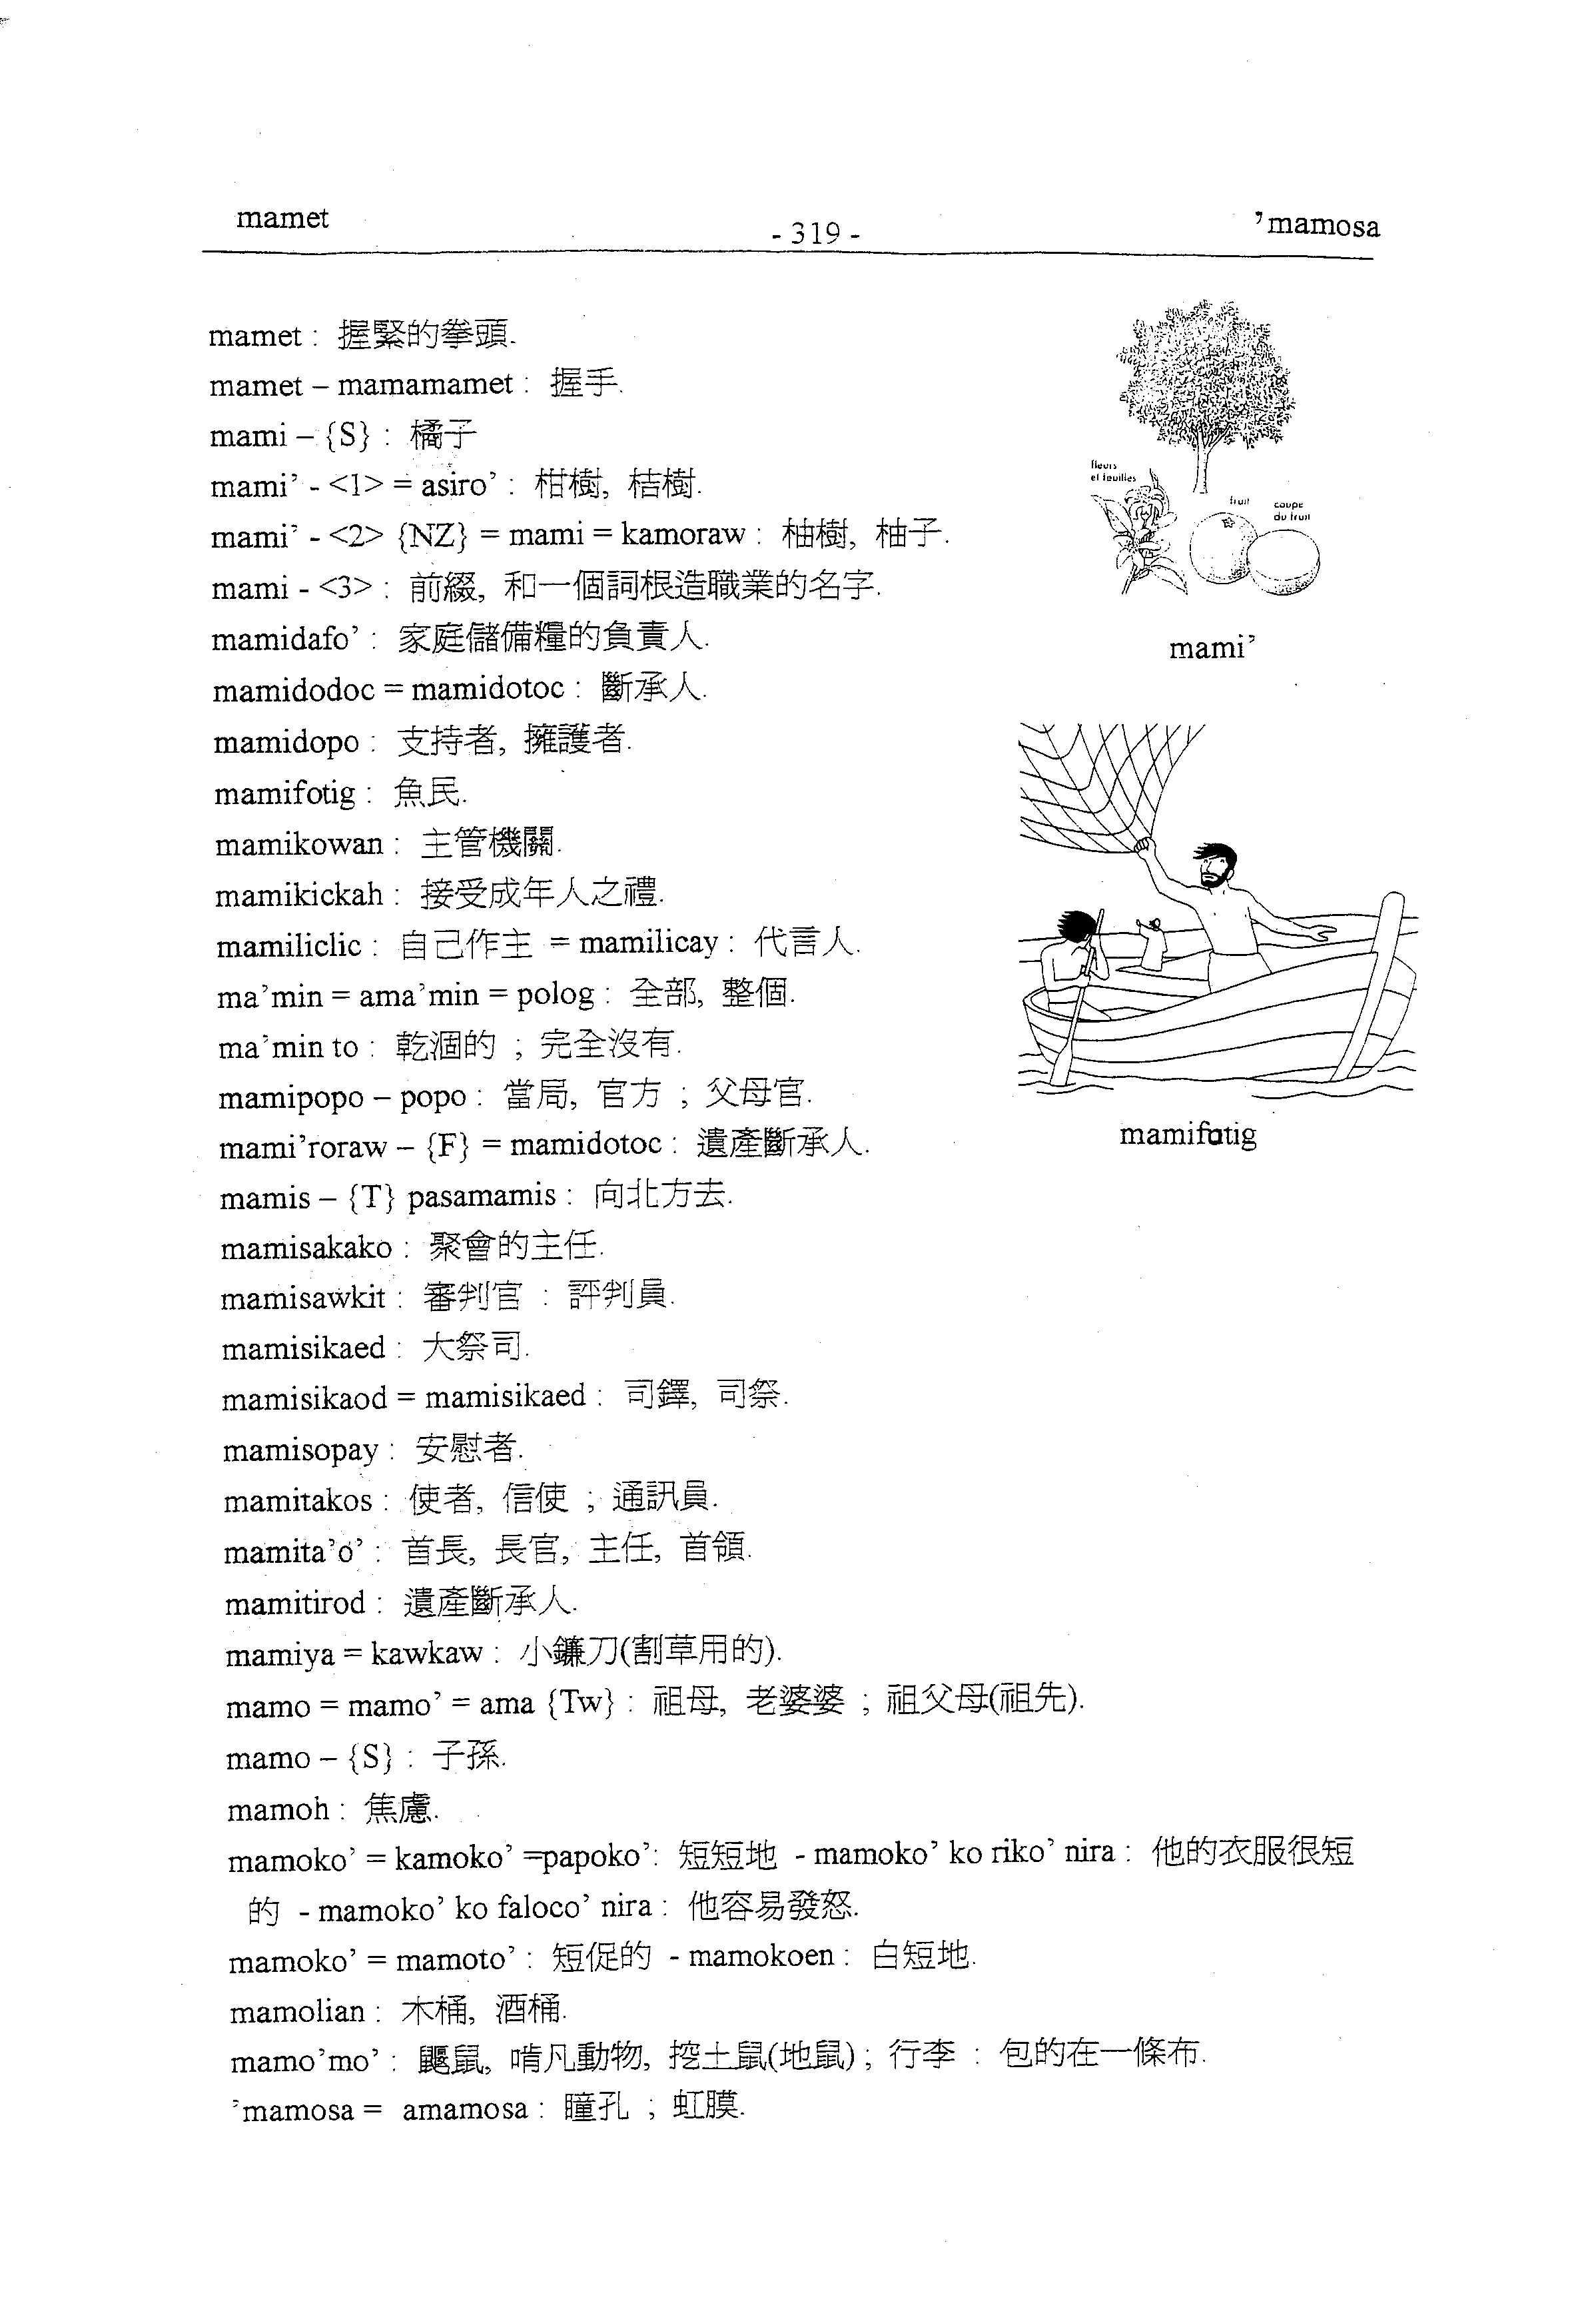 mamet
- 319 -
’mamosa
mamet : 握緊的拳頭.
mamet – mamamamet : 握手.
mami – {S} : 橘子
mami’ - <1> = asiro’ : 柑樹, 桔樹.
mami’ - <2> {NZ} = mami = kamoraw : 柚樹, 柚子.
mami - <3> : 前綴, 和一個詞根造職業的名字.
mamidafo’ : 家庭儲備糧的負責人.
mamidodoc = mamidotoc : 斷承人.
mamidopo : 支持者, 擁護者.
mamifotig : 魚民.
mamikowan : 主管機關.
mamikickah : 接受成年人之禮.
mamiliclic : 自己作主 = mamilicay : 代言人.
ma’min = ama’min = polog : 全部, 整個.
ma’min to : 乾涸的 ; 完全沒有.
mamipopo – popo : 當局, 官方 ; 父母官.
mami’roraw – {F} = mamidotoc : 遺產斷承人.
mamis – {T} pasamamis : 向北方去.
mamisakako : 聚會的主任.
mamisawkit : 審判官 : 評判員.
mamisikaed : 大祭司.
mamisikaod = mamisikaed : 司鐸, 司祭.
mamisopay : 安慰者.
mamitakos : 使者, 信使 ; 通訊員.
mamita’o’ : 首長, 長官, 主任, 首領.
mamitirod : 遺產斷承人.
mamiya = kawkaw : 小鐮刀(割草用的).
mamo = mamo’ = ama {Tw} : 祖母, 老婆婆 ; 祖父母(祖先).
mamo – {S} : 子孫.
mamoh : 焦慮.
mamoko’ = kamoko’ =papoko’: 短短地 - mamoko’ ko riko’ nira : 他的衣服很短
的 - mamoko’ ko faloco’ nira : 他容易發怒.
mamoko’ = mamoto’ : 短促的 - mamokoen : 白短地.
mamolian : 木桶, 酒桶.
mamo’mo’ : 鼴鼠, 啃凡動物, 挖土鼠(地鼠) ; 行李 : 包的在一條布.
’mamosa = amamosa : 瞳孔 ; 虹膜.
fleurs
et feuilles
fruit
coupe
du fruit
mami’
mamifotig